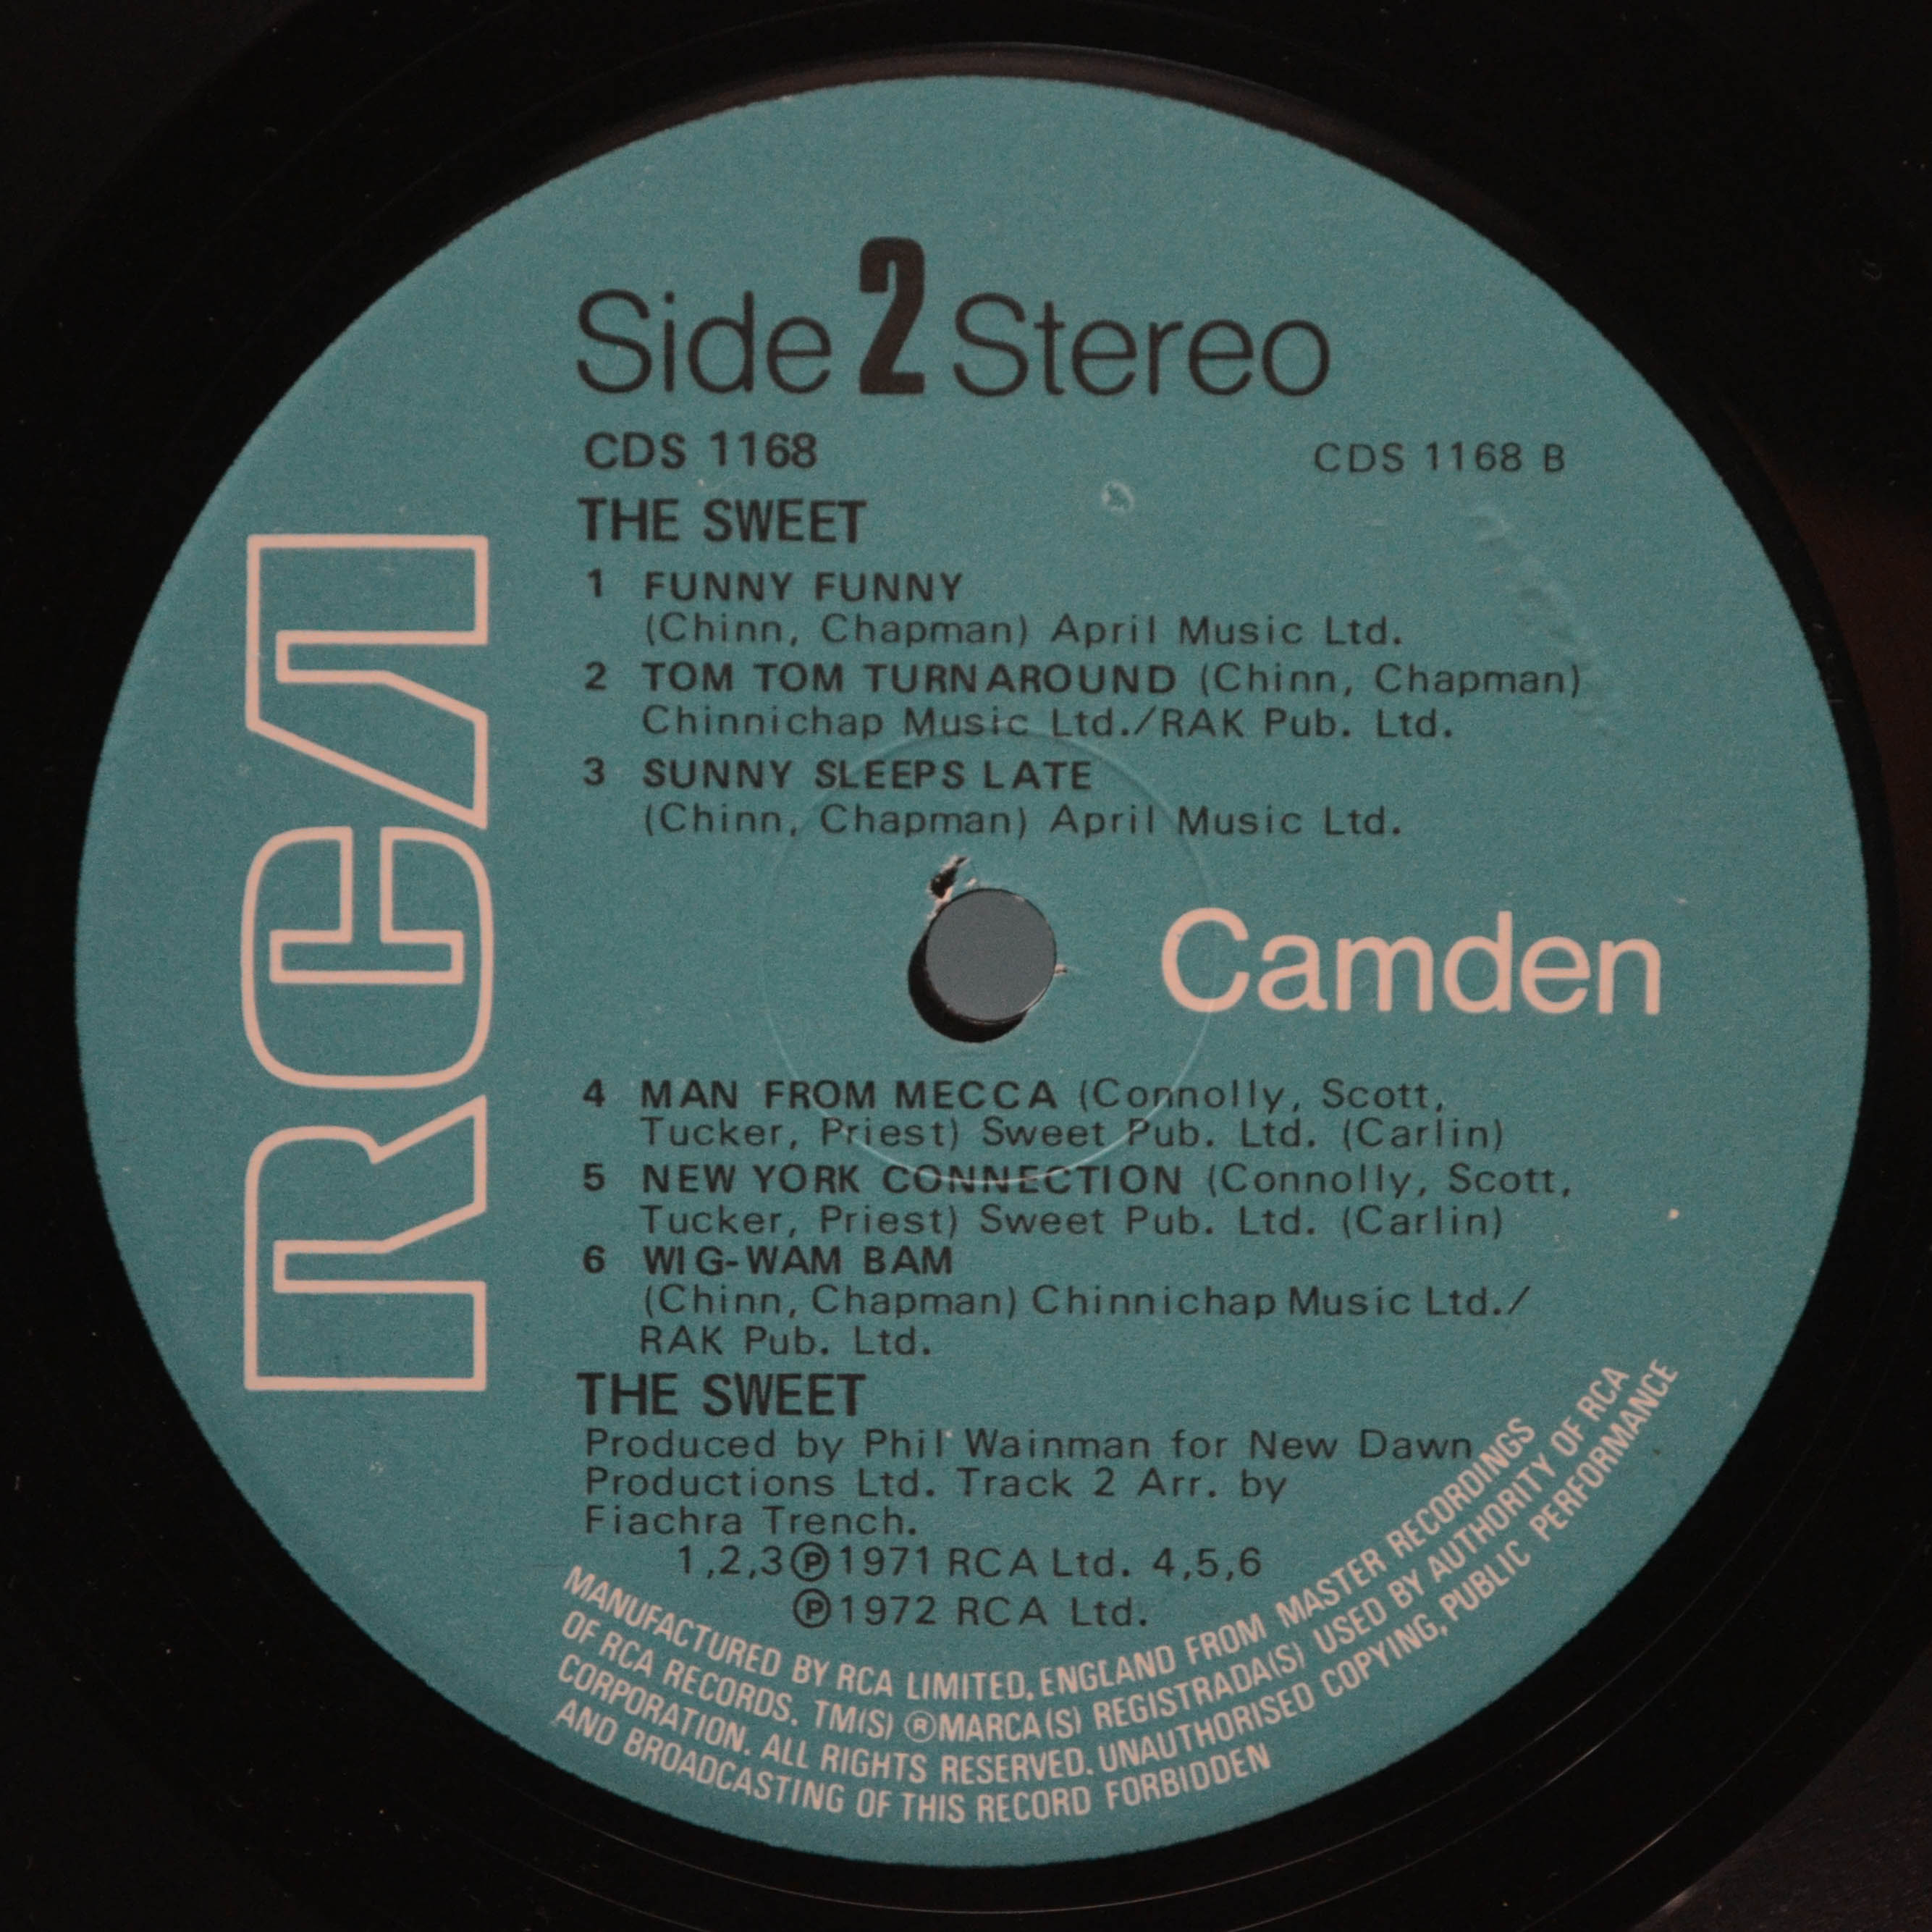 Side 2 Stereo
CDS 1168
CDS 1168 B
THE SWEET
1 FUNNY FUNNY
(Chinn, Chapman) April Music Ltd.
2 TOM TOM TURNAROUND (Chinn, Chapman)
Chinnichap Music Ltd./RAK Pub. Ltd.
3 SUNNY SLEEPS LATE
(Chinn, Chapman) April Music Ltd.
RCA
Camden
4 MAN FROM MECCA (Connolly, Scott,
Tucker, Priest) Sweet Pub. Ltd. (Carlin)
5 NEW YORK CONNECTION (Connolly, Scott,
Tucker, Priest) Sweet Pub. Ltd. (Carlin)
6 WIG-WAM BAM
(Chinn, Chapman) Chinnichap Music Ltd./
RAK Pub. Ltd.
THE SWEET
Produced by Phil Wainman for New Dawn
Productions Ltd. Track 2 Arr. by
Fiachra Trench.
1,2,3 Ⓟ 1971 RCA Ltd. 4,5,6
Ⓟ 1972 RCA Ltd.
MANUFACTURED BY RCA LIMITED, ENGLAND FROM MASTER RECORDINGS
OF RCA RECORDS. TM(S) ® MARCA(S) REGISTRADA(S) USED BY AUTHORITY OF RCA
CORPORATION. ALL RIGHTS RESERVED. UNAUTHORISED COPYING, PUBLIC PERFORMANCE
AND BROADCASTING OF THIS RECORD FORBIDDEN